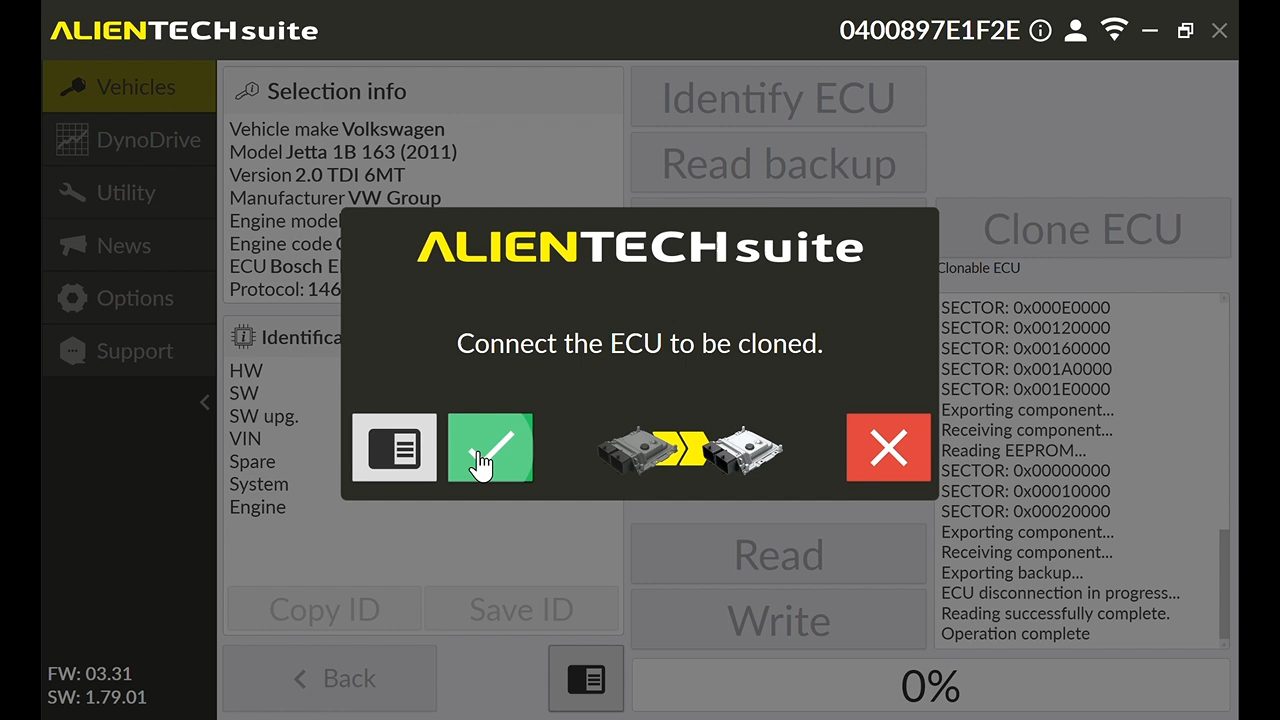 ALIENTECH suite
0400897E1F2E
Vehicles
DynoDrive
Utility
News
Options
Support
FW: 03.31
SW: 1.79.01
Selection info
Vehicle make Volkswagen
Model Jetta 1B 163 (2011)
Version 2.0 TDI 6MT
Manufacturer VW Group
Engine
Engine code
ECU Bosch
Protocol: 146
Identify ECU
Read backup
Clone ECU
Clonable ECU
ALIENTECH suite
Connect the ECU to be cloned.
HW
SW
SW upg.
VIN
Spare
System
Engine
Copy ID
Save ID
Back
Read
Write
SECTOR: 0x000E0000
SECTOR: 0x00120000
SECTOR: 0x00160000
SECTOR: 0x001A0000
SECTOR: 0x001E0000
Exporting component...
Receiving component...
Reading EEPROM...
SECTOR: 0x00000000
SECTOR: 0x00010000
SECTOR: 0x00020000
Exporting component...
Receiving component...
Exporting backup...
ECU disconnection in progress...
Reading successfully complete.
Operation complete
0%